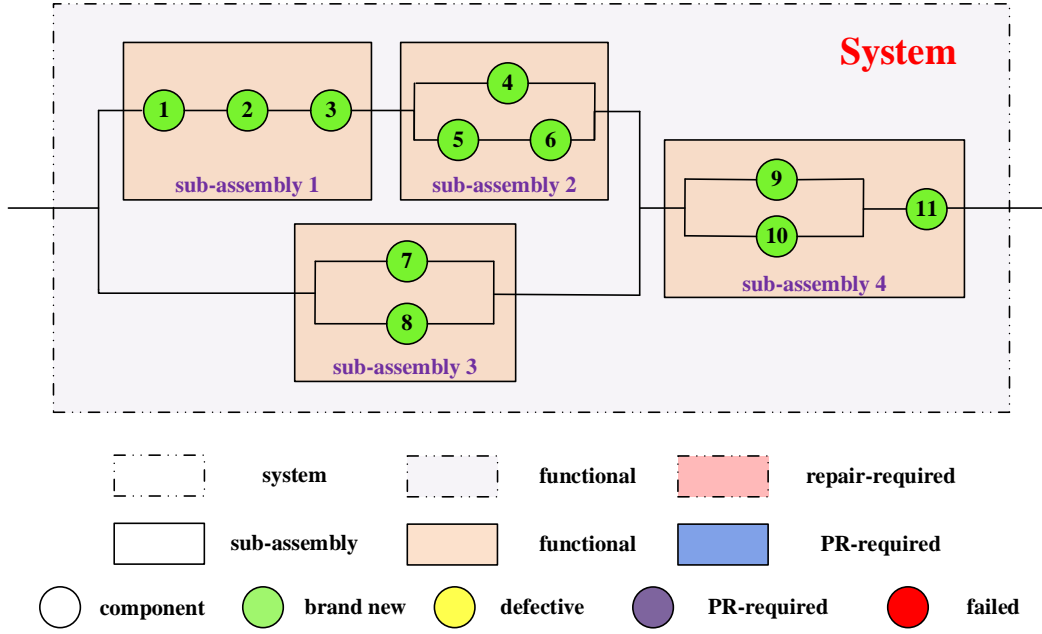 System
1 2 3
4
5 6
sub-assembly 1
sub-assembly 2
7
8
sub-assembly 3
9
10
11
sub-assembly 4
system functional repair-required
sub-assembly functional PR-required
component brand new defective PR-required failed